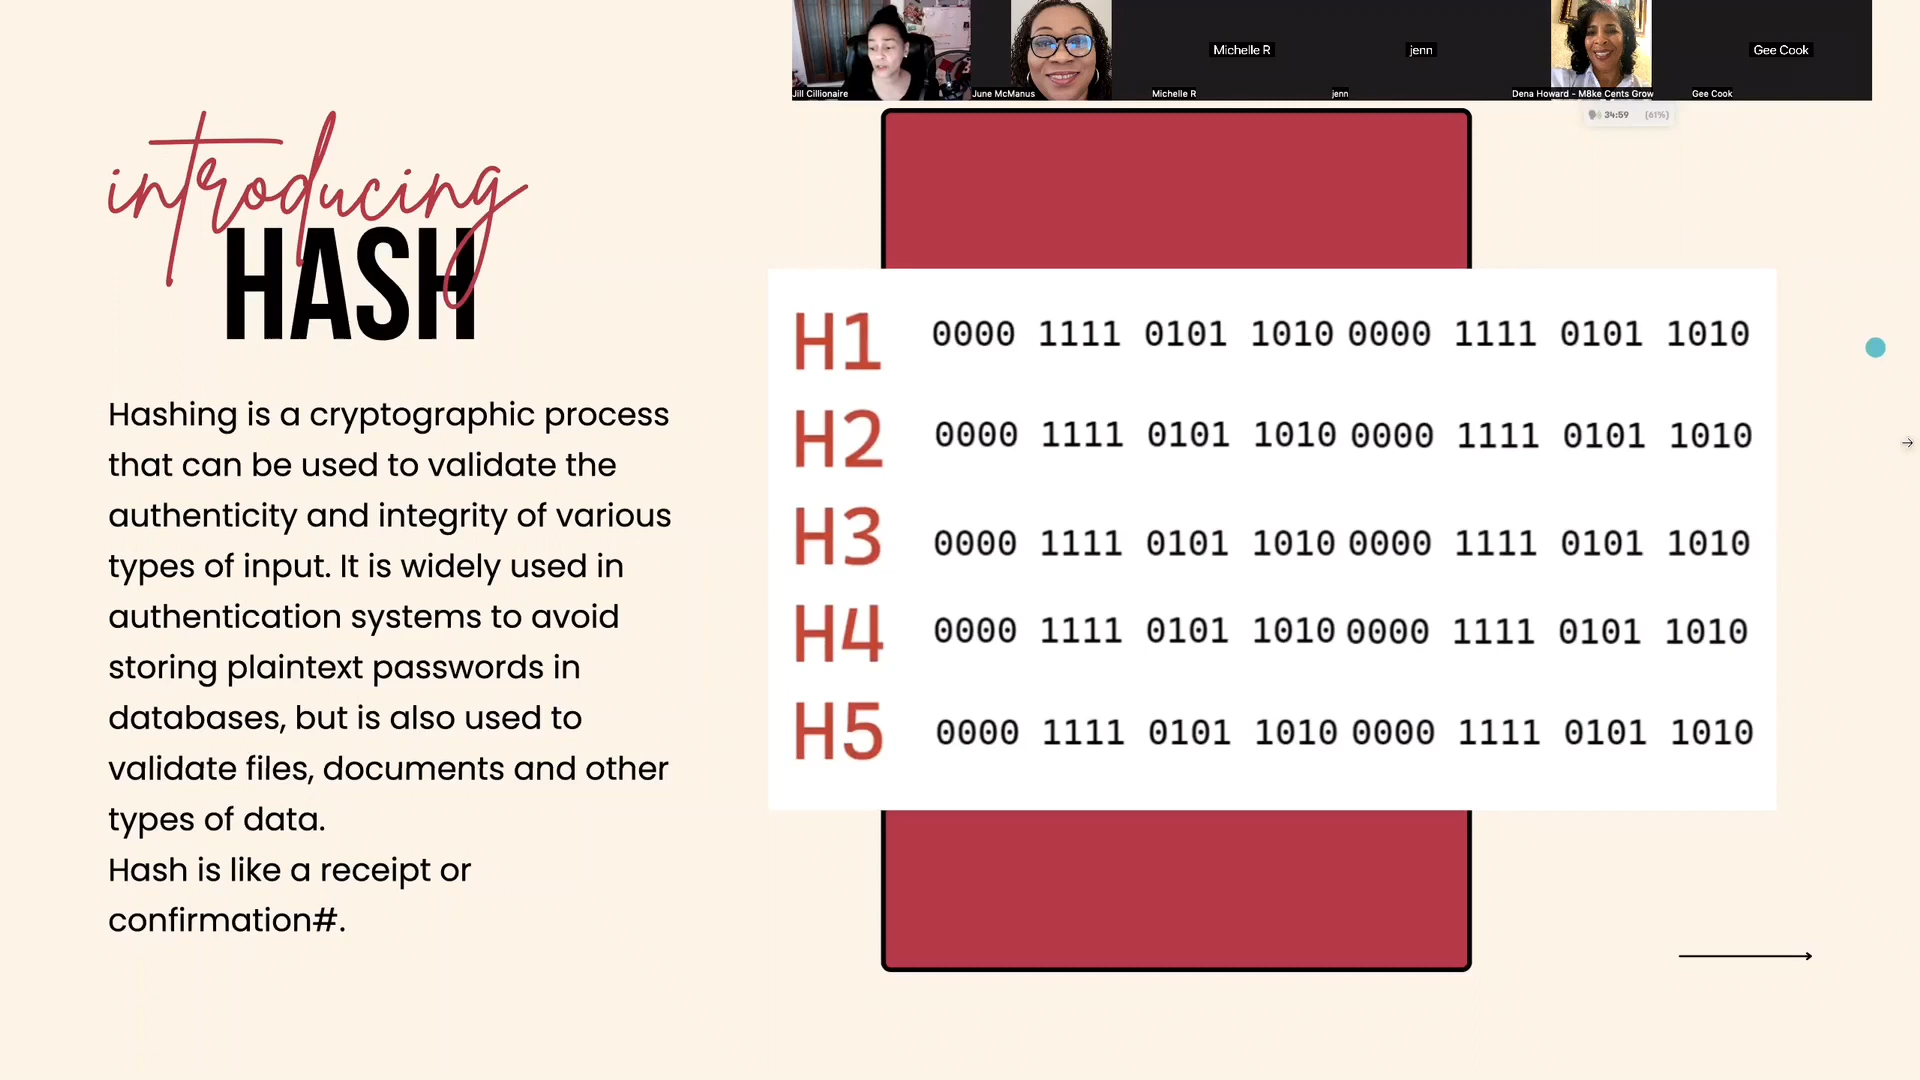 Michelle R
jenn
Gee Cook
Jill Cillionaire
June McManus
Michelle R
jenn
Dena Howard - M8ke Cents Grow
Gee Cook
34:59 (61%)
introducing
HASH
Hashing is a cryptographic process
that can be used to validate the
authenticity and integrity of various
types of input. It is widely used in
authentication systems to avoid
storing plaintext passwords in
databases, but is also used to
validate files, documents and other
types of data.
Hash is like a receipt or
confirmation#.
H1 0000 1111 0101 1010 0000 1111 0101 1010
H2 0000 1111 0101 1010 0000 1111 0101 1010
H3 0000 1111 0101 1010 0000 1111 0101 1010
H4 0000 1111 0101 1010 0000 1111 0101 1010
H5 0000 1111 0101 1010 0000 1111 0101 1010